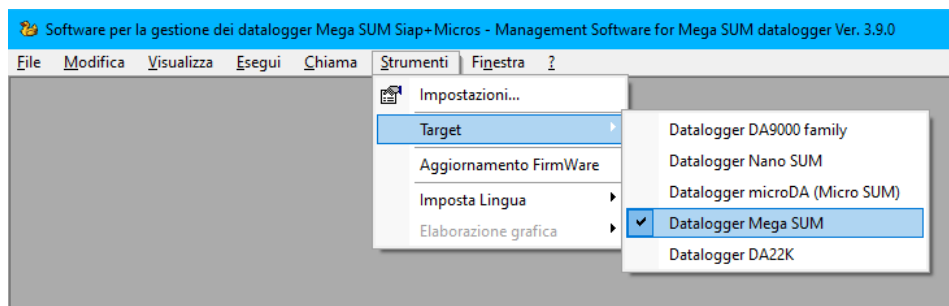 Software per la gestione dei datalogger Mega SUM Siap+Micros - Management Software for Mega SUM datalogger Ver. 3.9.0
File Modifica Visualizza Esegui Chiama Strumenti Finestra ?
Impostazioni...
Target
Aggiornamento FirmWare
Imposta Lingua
Elaborazione grafica
Datalogger DA9000 family
Datalogger Nano SUM
Datalogger microDA (Micro SUM)
Datalogger Mega SUM
Datalogger DA22K